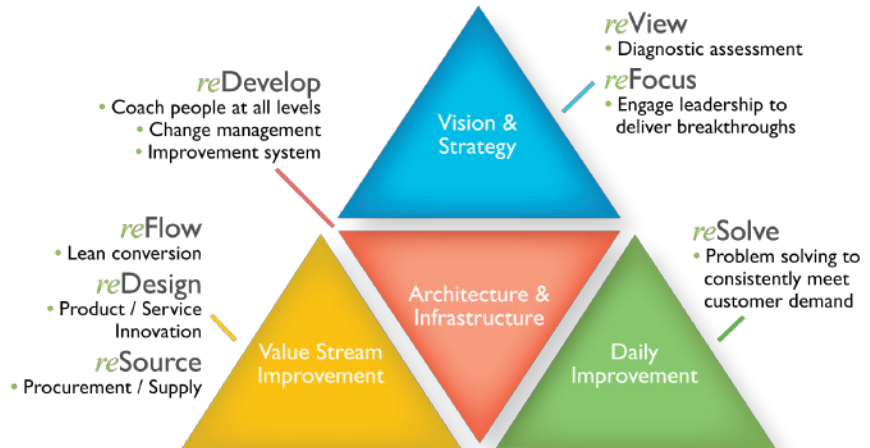 reView
• Diagnostic assessment
reFocus
• Engage leadership to
deliver breakthroughs
Vision &
Strategy
reDevelop
• Coach people at all levels
• Change management
• Improvement system
Architecture &
Infrastructure
reFlow
• Lean conversion
reDesign
• Product / Service
Innovation
reSource
• Procurement / Supply
Value Stream
Improvement
reSolve
• Problem solving to
consistently meet
customer demand
Daily
Improvement